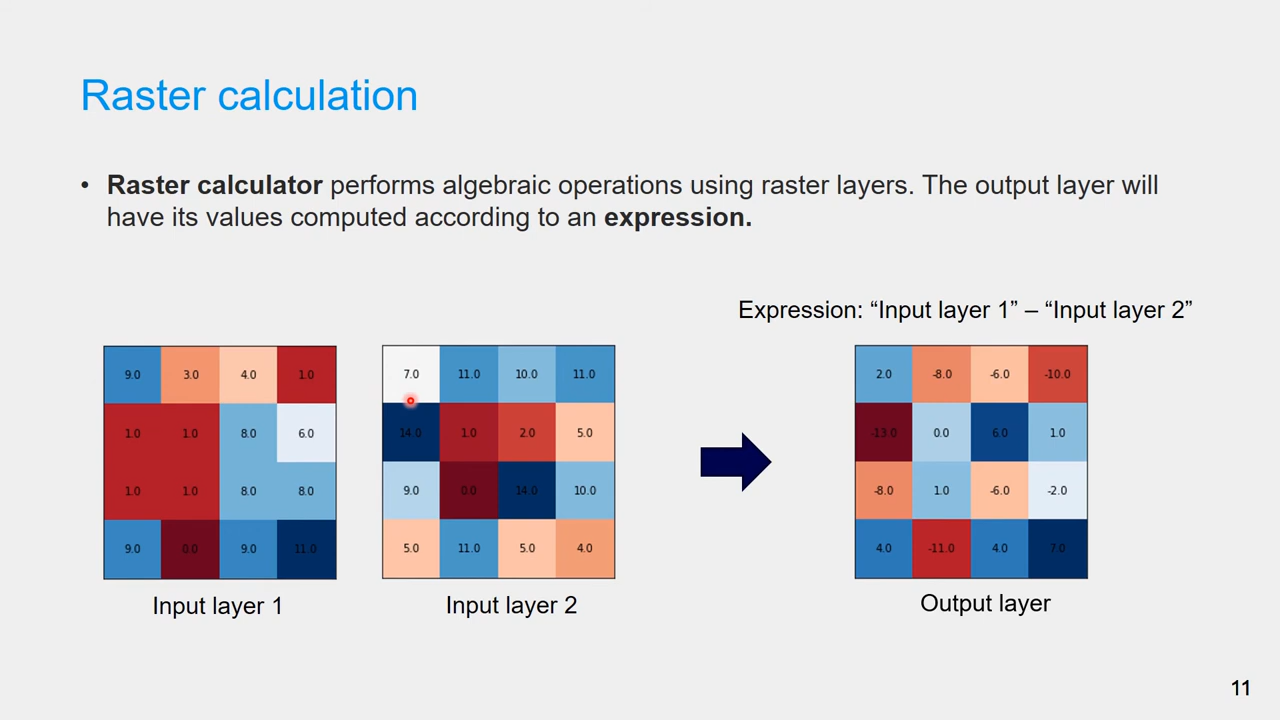 Raster calculation
• Raster calculator performs algebraic operations using raster layers. The output layer will
have its values computed according to an expression.
Expression: “Input layer 1” – “Input layer 2”
9.0 3.0 4.0 1.0
1.0 1.0 8.0 6.0
1.0 1.0 8.0 8.0
9.0 0.0 9.0 11.0
Input layer 1
7.0 11.0 10.0 11.0
14.0 1.0 2.0 5.0
9.0 0.0 14.0 10.0
5.0 11.0 5.0 4.0
Input layer 2
2.0 -8.0 -6.0 -10.0
-13.0 0.0 6.0 1.0
-8.0 1.0 -6.0 -2.0
4.0 -11.0 4.0 7.0
Output layer
11